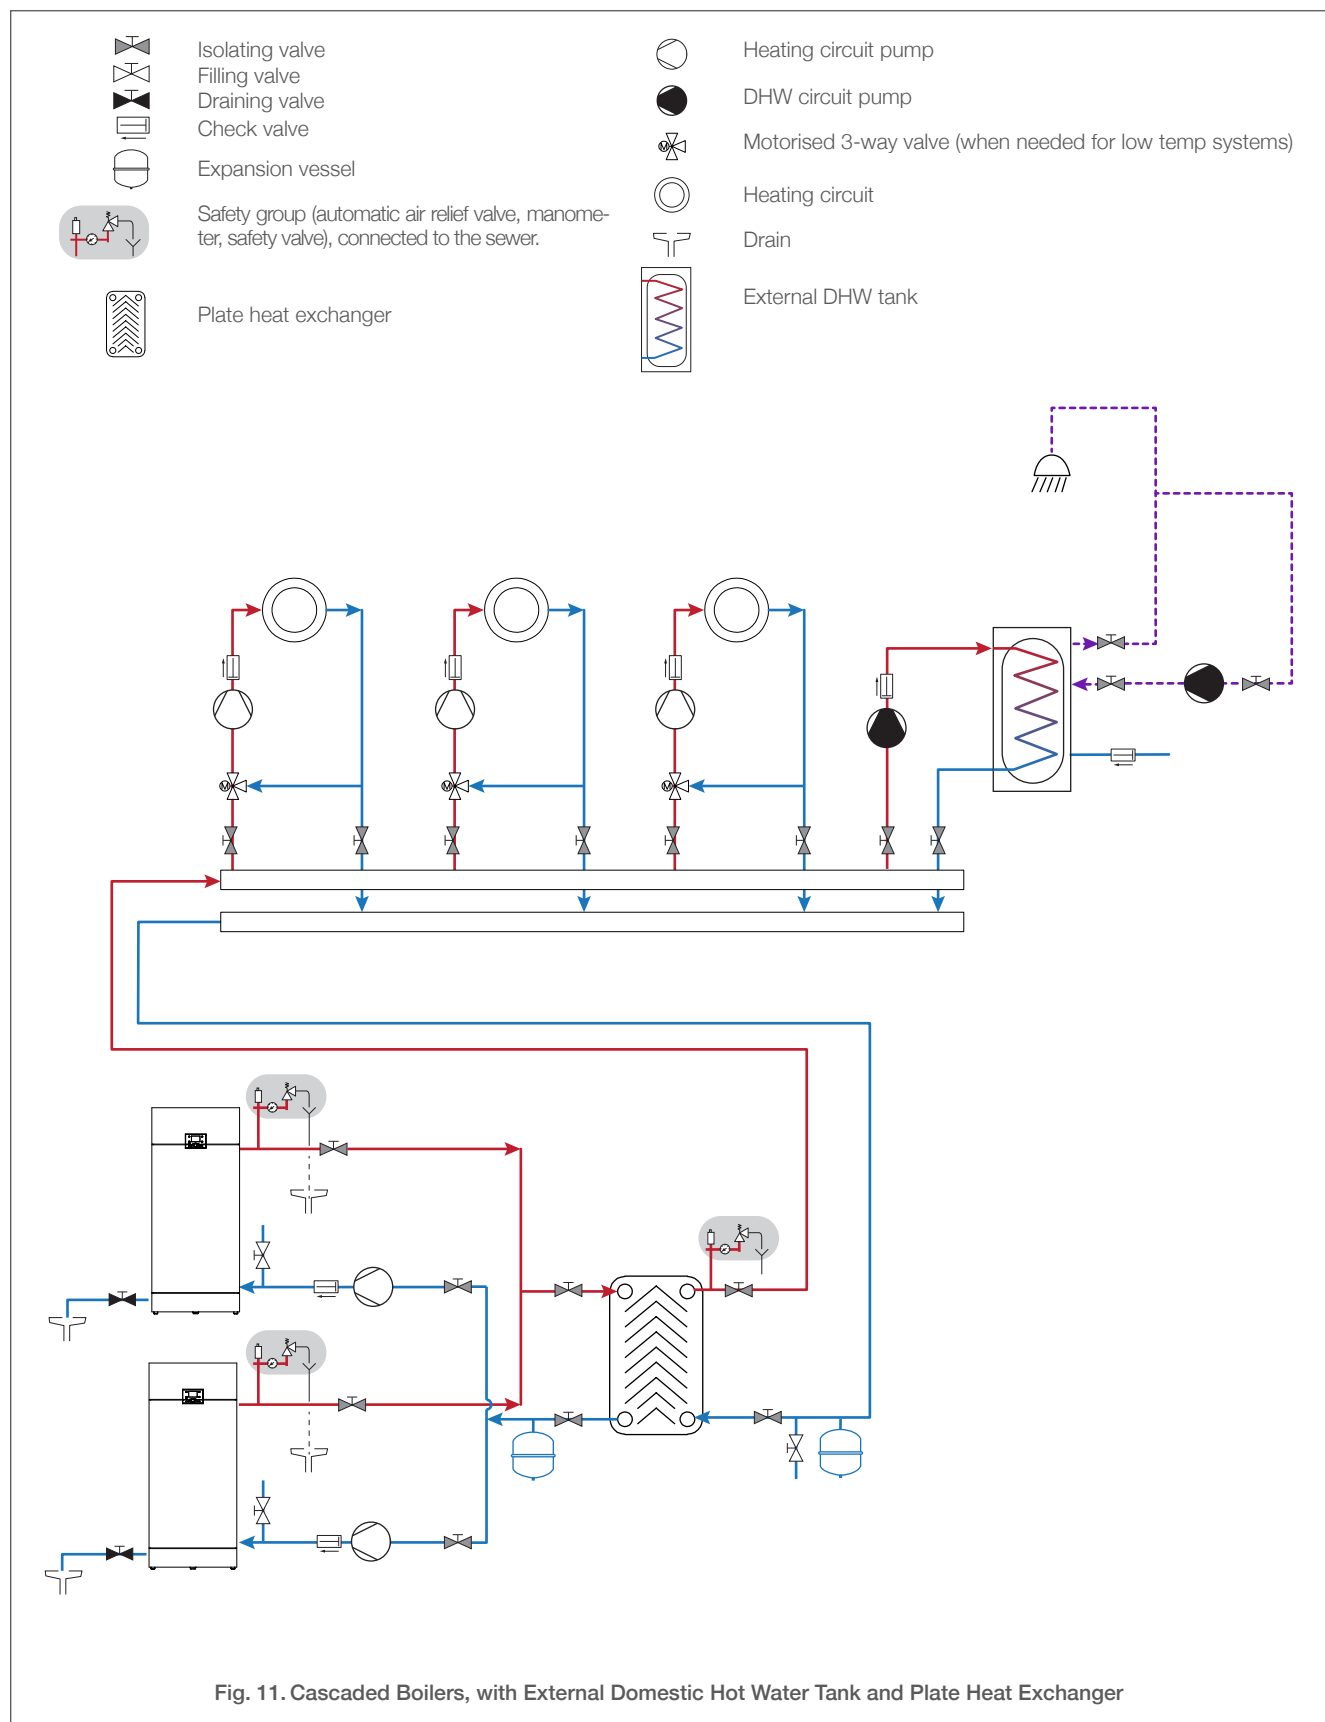 Isolating valve
Filling valve
Draining valve
Check valve
Expansion vessel
Safety group (automatic air relief valve, manome-
ter, safety valve), connected to the sewer.
Plate heat exchanger
Heating circuit pump
DHW circuit pump
M
Motorised 3-way valve (when needed for low temp systems)
Heating circuit
Drain
External DHW tank
M
M
M
Fig. 11. Cascaded Boilers, with External Domestic Hot Water Tank and Plate Heat Exchanger